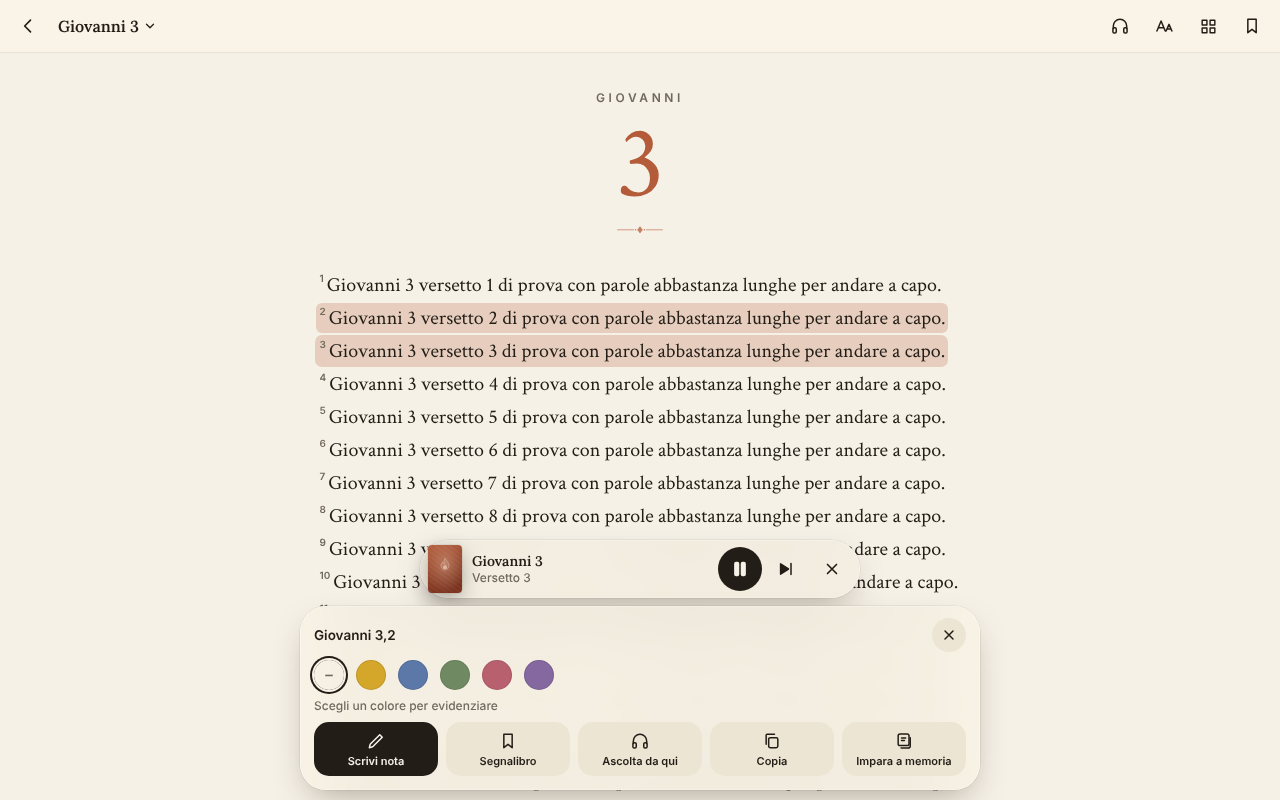 Giovanni 3
GIOVANNI
3
1 Giovanni 3 versetto 1 di prova con parole abbastanza lunghe per andare a capo.
2 Giovanni 3 versetto 2 di prova con parole abbastanza lunghe per andare a capo.
3 Giovanni 3 versetto 3 di prova con parole abbastanza lunghe per andare a capo.
4 Giovanni 3 versetto 4 di prova con parole abbastanza lunghe per andare a capo.
5 Giovanni 3 versetto 5 di prova con parole abbastanza lunghe per andare a capo.
6 Giovanni 3 versetto 6 di prova con parole abbastanza lunghe per andare a capo.
7 Giovanni 3 versetto 7 di prova con parole abbastanza lunghe per andare a capo.
8 Giovanni 3 versetto 8 di prova con parole abbastanza lunghe per andare a capo.
9 Giovanni 3 a capo.
10 Giovanni 3 a capo.
Giovanni 3
Versetto 3
Giovanni 3,2
Scegli un colore per evidenziare
Scrivi nota
Segnalibro
Ascolta da qui
Copia
Impara a memoria